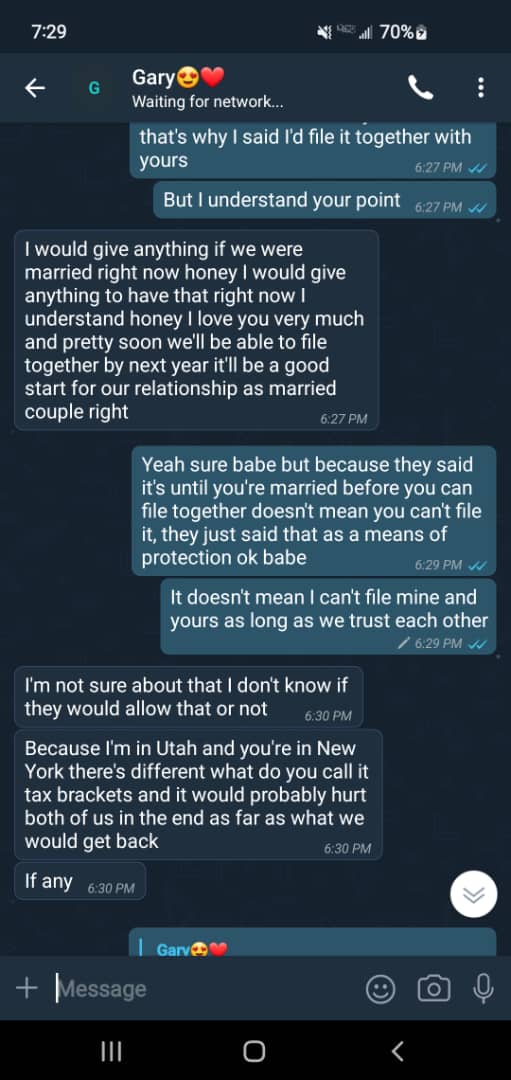 7:29
70%
G
Gary😍❤️
Waiting for network...
that's why I said I'd file it together with
yours
6:27 PM
But I understand your point
6:27 PM
I would give anything if we were
married right now honey I would give
anything to have that right now I
understand honey I love you very much
and pretty soon we'll be able to file
together by next year it'll be a good
start for our relationship as married
couple right
6:27 PM
Yeah sure babe but because they said
it's until you're married before you can
file together doesn't mean you can't file
it, they just said that as a means of
protection ok babe
6:29 PM
It doesn't mean I can't file mine and
yours as long as we trust each other
6:29 PM
I'm not sure about that I don't know if
they would allow that or not
6:30 PM
Because I'm in Utah and you're in New
York there's different what do you call it
tax brackets and it would probably hurt
both of us in the end as far as what we
would get back
6:30 PM
If any
6:30 PM
Gary😍❤️
Message